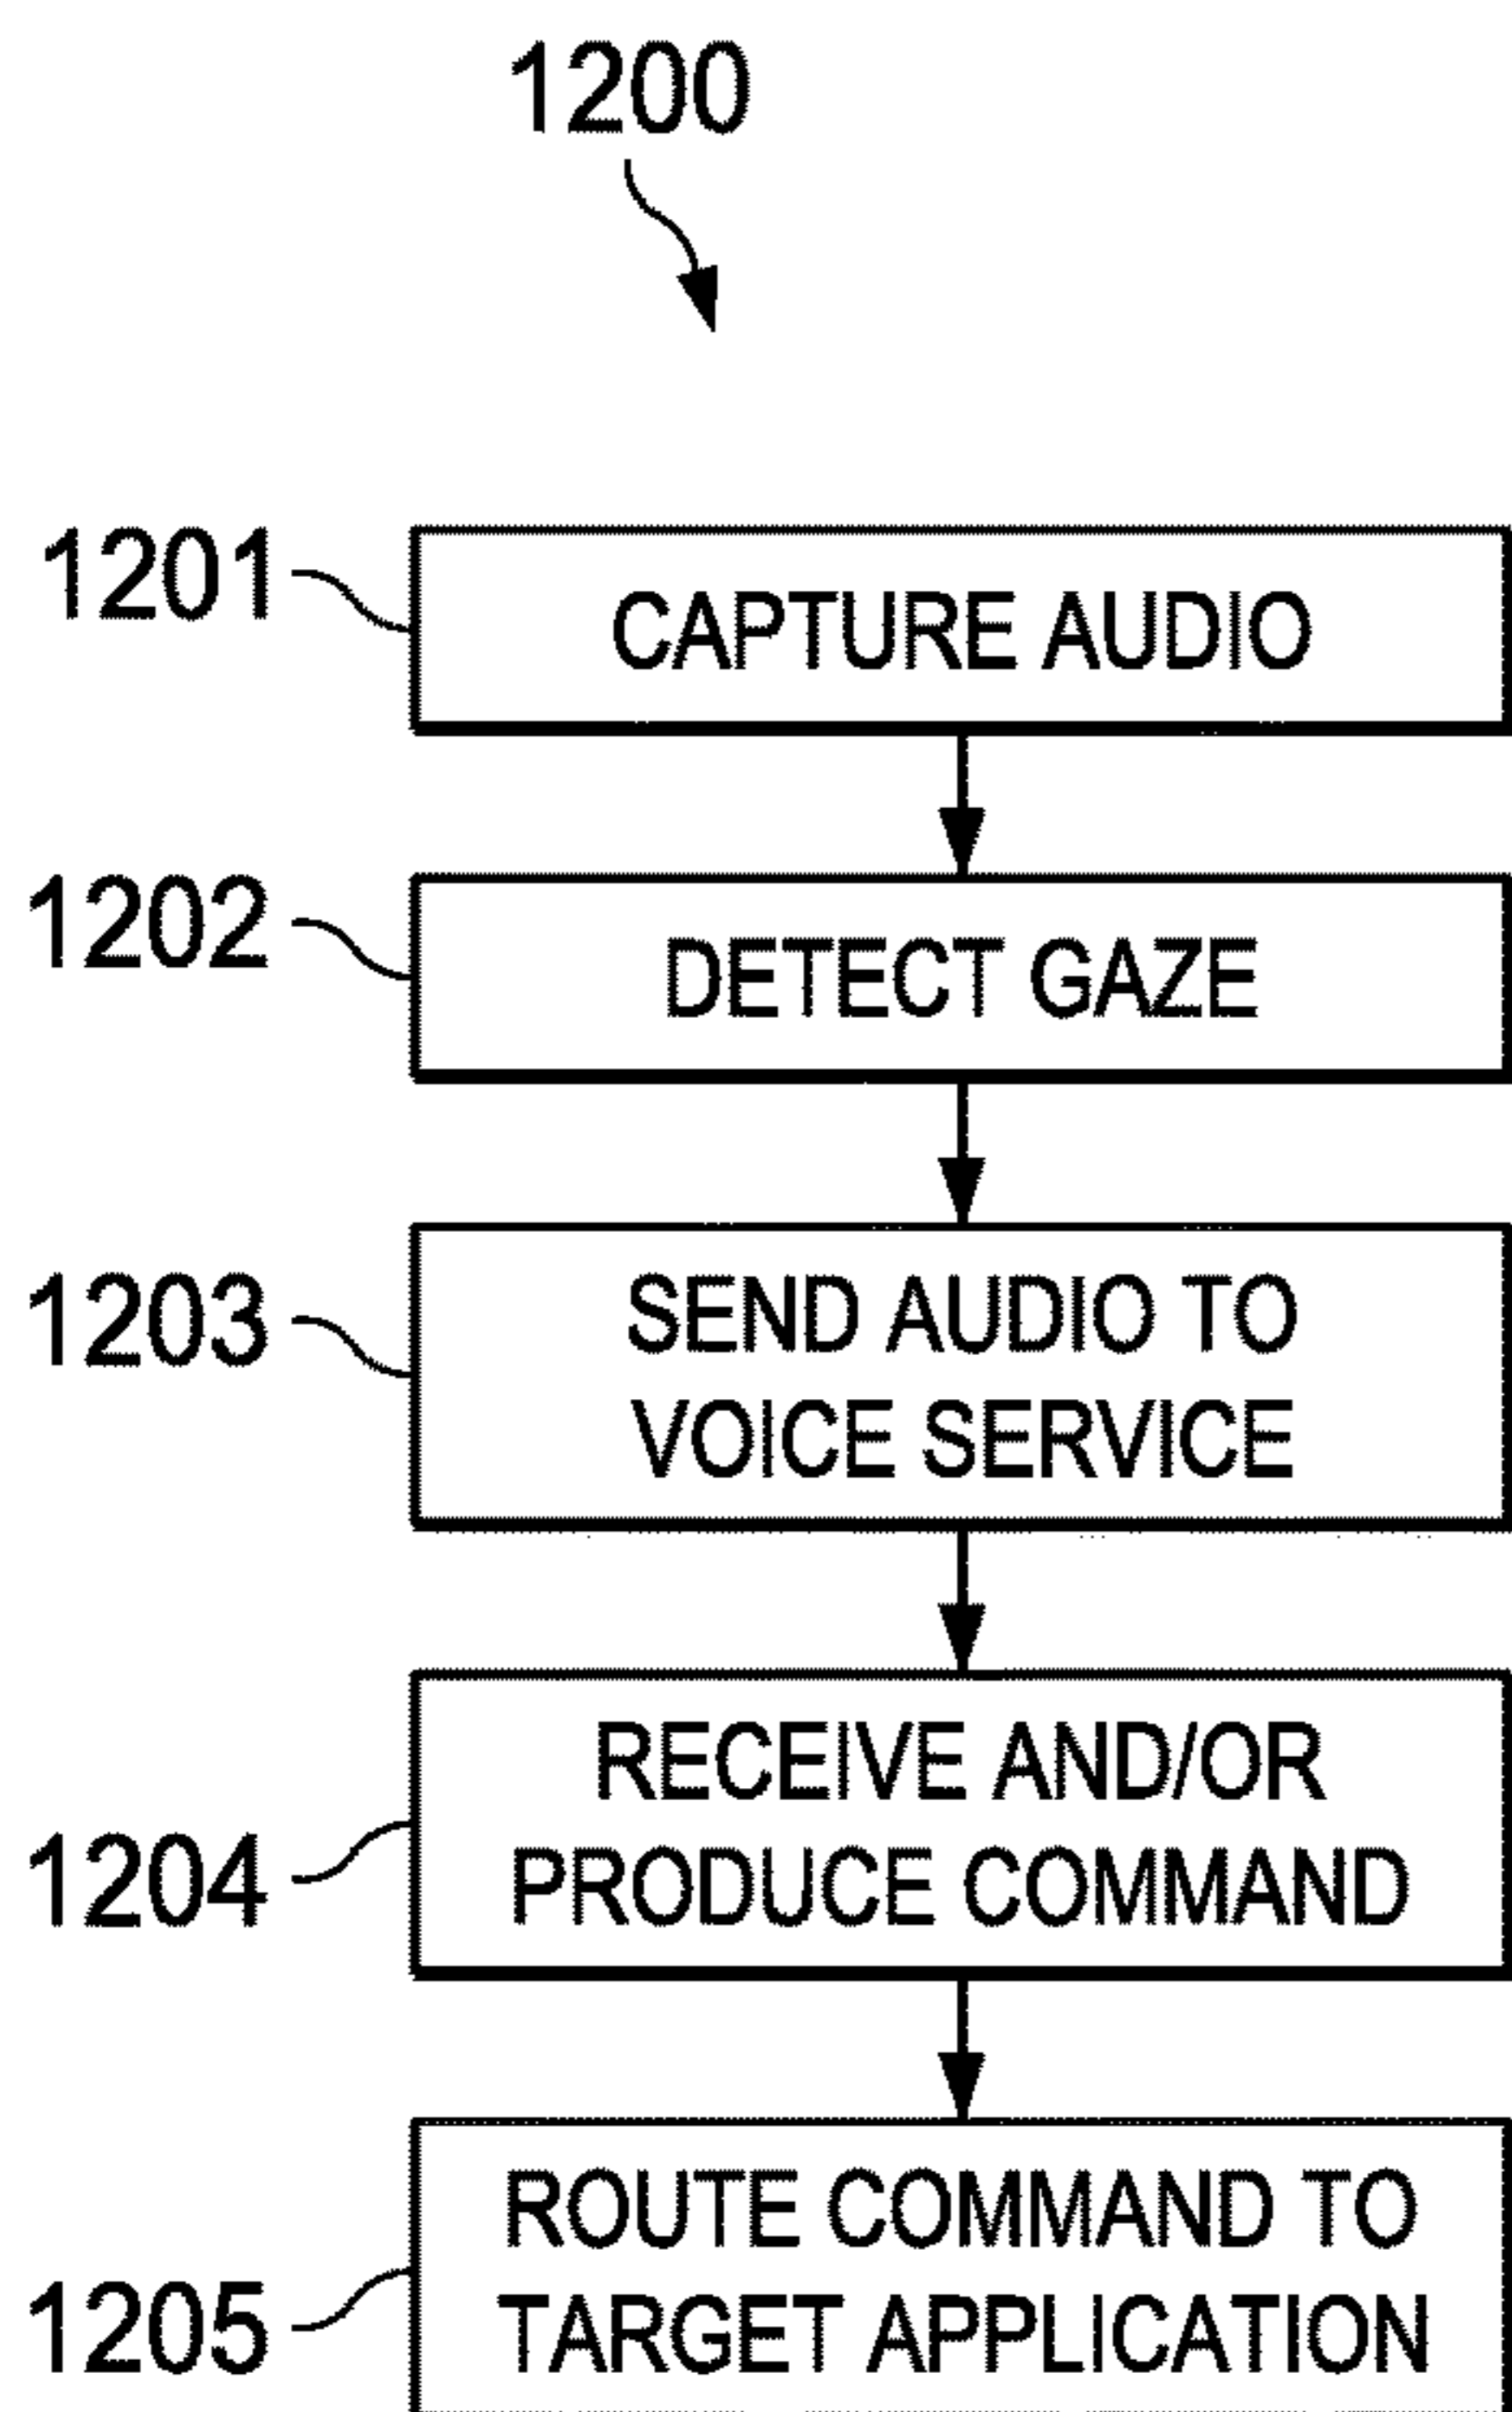 1200
1201
CAPTURE AUDIO
1202
DETECT GAZE
1203
SEND AUDIO TO
VOICE SERVICE
1204
RECEIVE AND/OR
PRODUCE COMMAND
1205
ROUTE COMMAND TO
TARGET APPLICATION